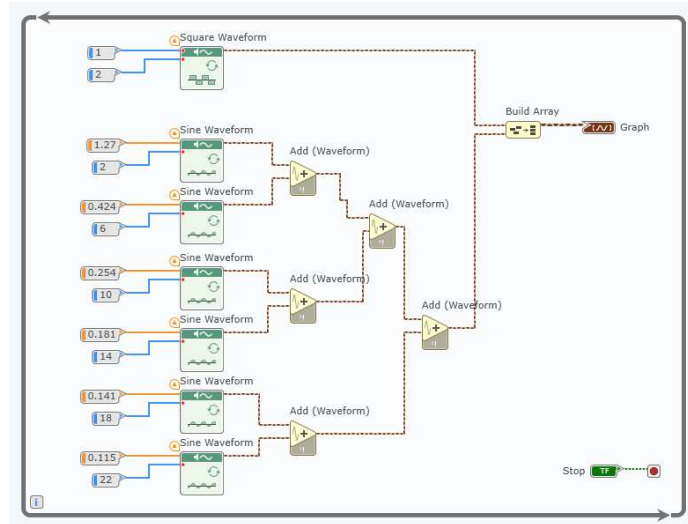 Square Waveform
1
2
Build Array
Graph
Sine Waveform
1.27
2
Add (Waveform)
Sine Waveform
0.424
6
Add (Waveform)
Sine Waveform
0.254
10
Add (Waveform)
Add (Waveform)
Sine Waveform
0.181
14
Sine Waveform
0.141
18
Add (Waveform)
Sine Waveform
0.115
22
Stop
TF
i